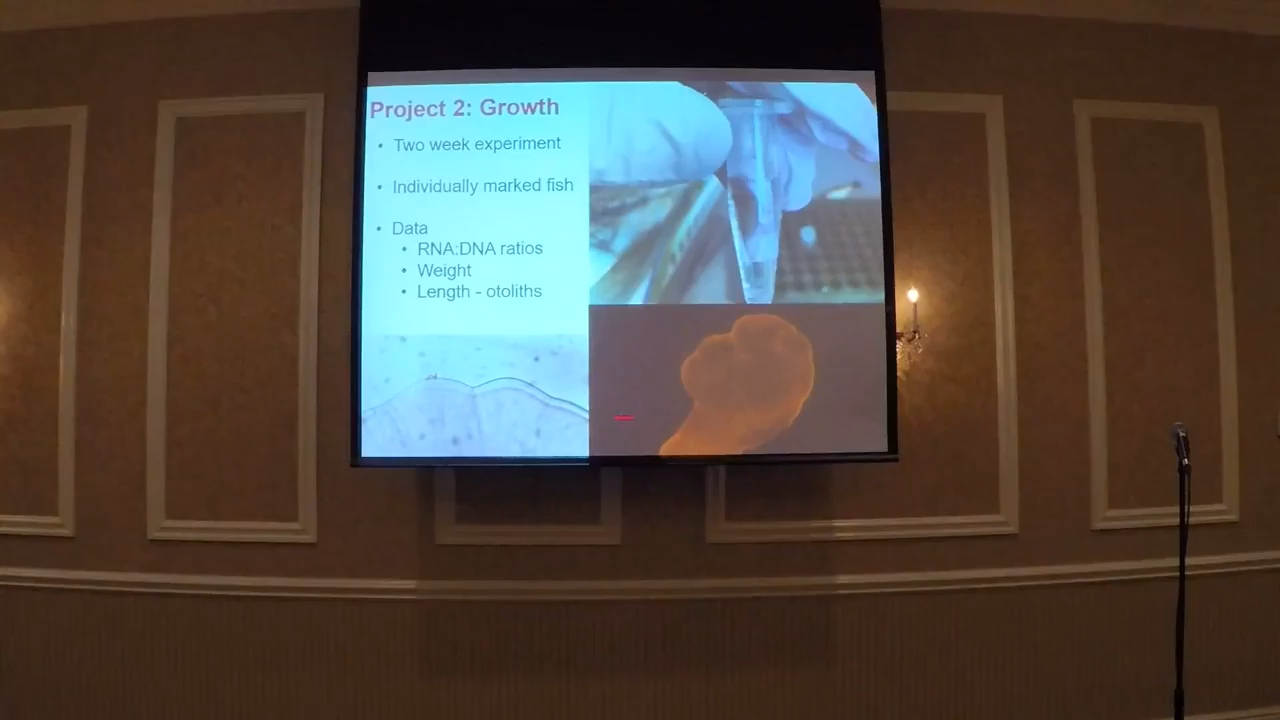 Project 2: Growth
• Two week experiment
• Individually marked fish
• Data
• RNA:DNA ratios
• Weight
• Length - otoliths